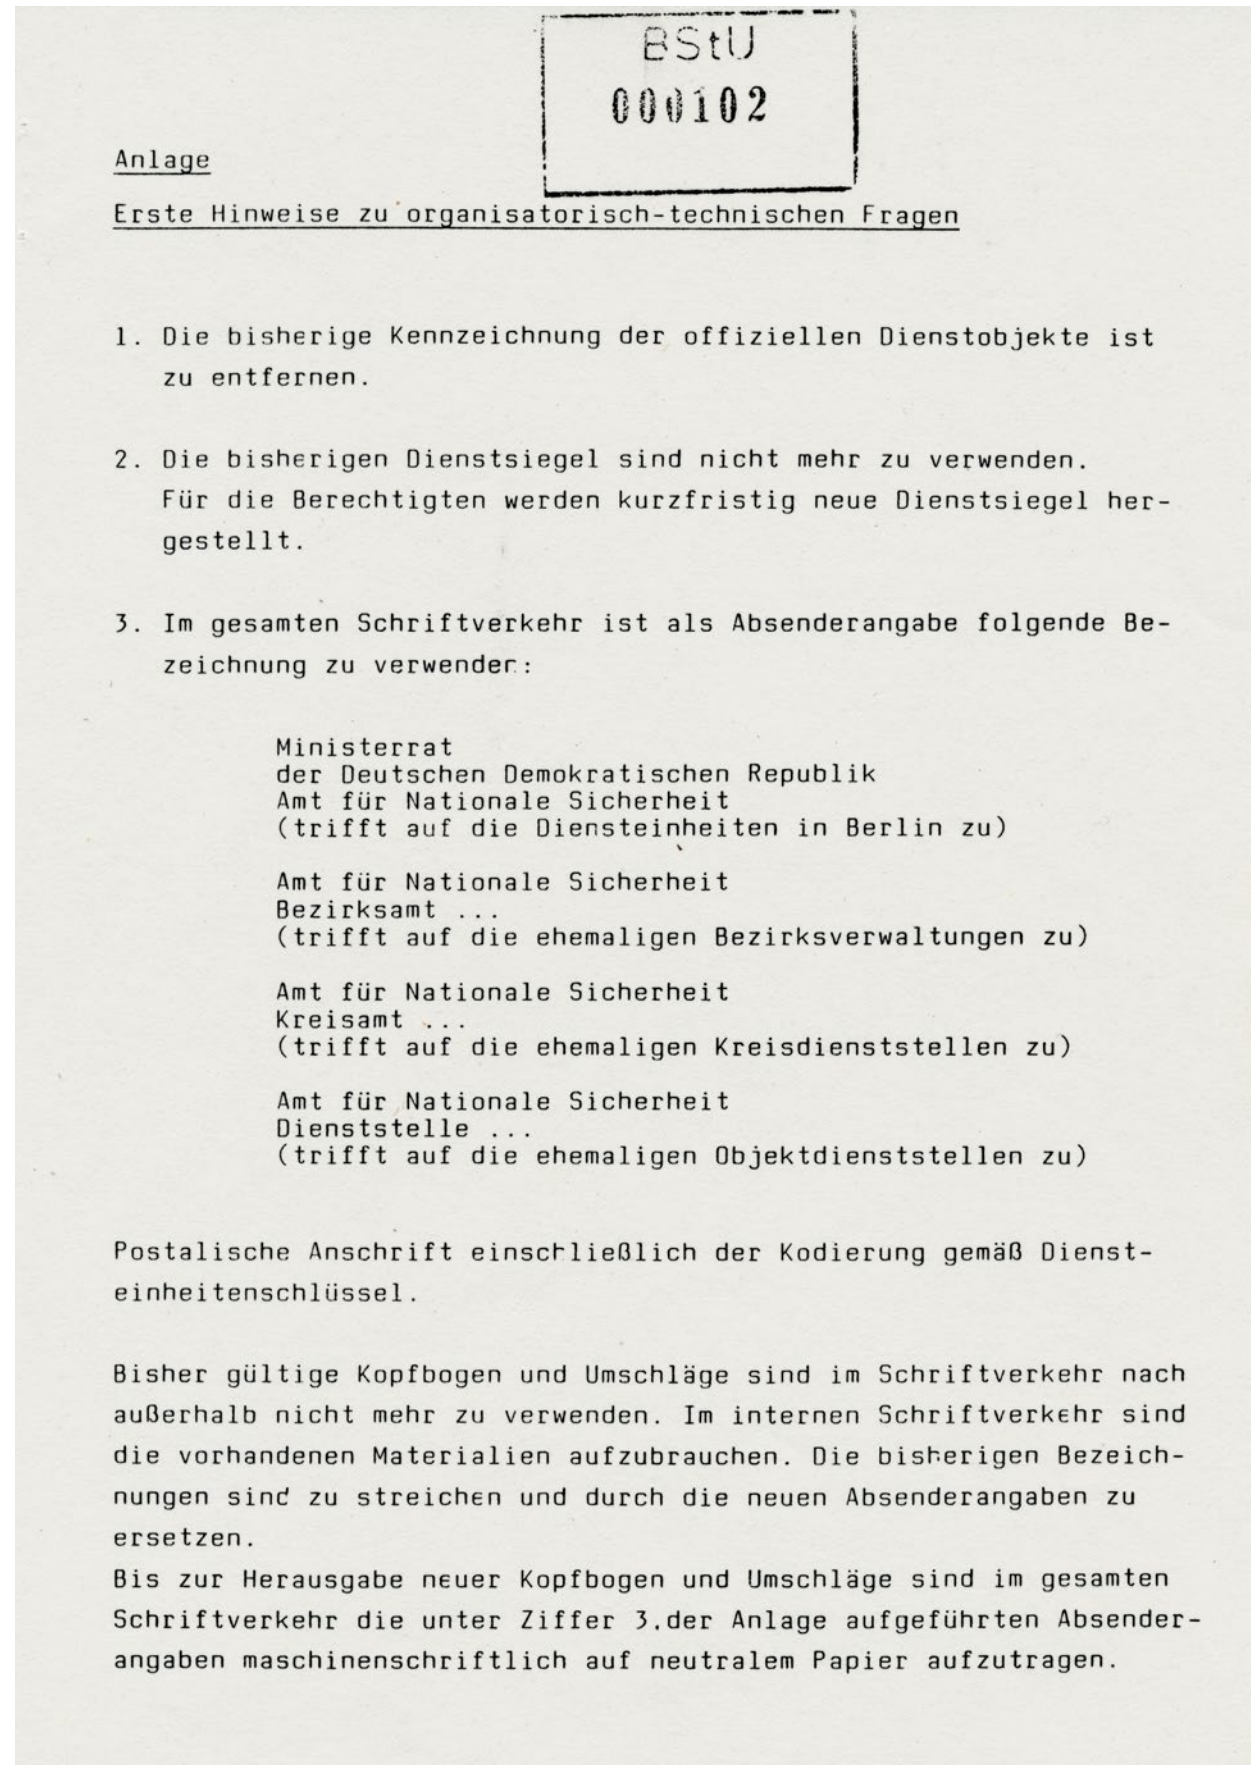 BStU
000102
Anlage
Erste Hinweise zu organisatorisch-technischen Fragen
1. Die bisherige Kennzeichnung der offiziellen Dienstobjekte ist
zu entfernen.
2. Die bisherigen Dienstsiegel sind nicht mehr zu verwenden.
Für die Berechtigten werden kurzfristig neue Dienstsiegel her-
gestellt.
3. Im gesamten Schriftverkehr ist als Absenderangabe folgende Be-
zeichnung zu verwenden:
Ministerrat
der Deutschen Demokratischen Republik
Amt für Nationale Sicherheit
(trifft auf die Diensteinheiten in Berlin zu)
Amt für Nationale Sicherheit
Bezirksamt ...
(trifft auf die ehemaligen Bezirksverwaltungen zu)
Amt für Nationale Sicherheit
Kreisamt ...
(trifft auf die ehemaligen Kreisdienststellen zu)
Amt für Nationale Sicherheit
Dienststelle ...
(trifft auf die ehemaligen Objektdienststellen zu)
Postalische Anschrift einschließlich der Kodierung gemäß Dienst-
einheitenschlüssel.
Bisher gültige Kopfbogen und Umschläge sind im Schriftverkehr nach
außerhalb nicht mehr zu verwenden. Im internen Schriftverkehr sind
die vorhandenen Materialien aufzubrauchen. Die bisherigen Bezeich-
nungen sind zu streichen und durch die neuen Absenderangaben zu
ersetzen.
Bis zur Herausgabe neuer Kopfbogen und Umschläge sind im gesamten
Schriftverkehr die unter Ziffer 3.der Anlage aufgeführten Absender-
angaben maschinenschriftlich auf neutralem Papier aufzutragen.